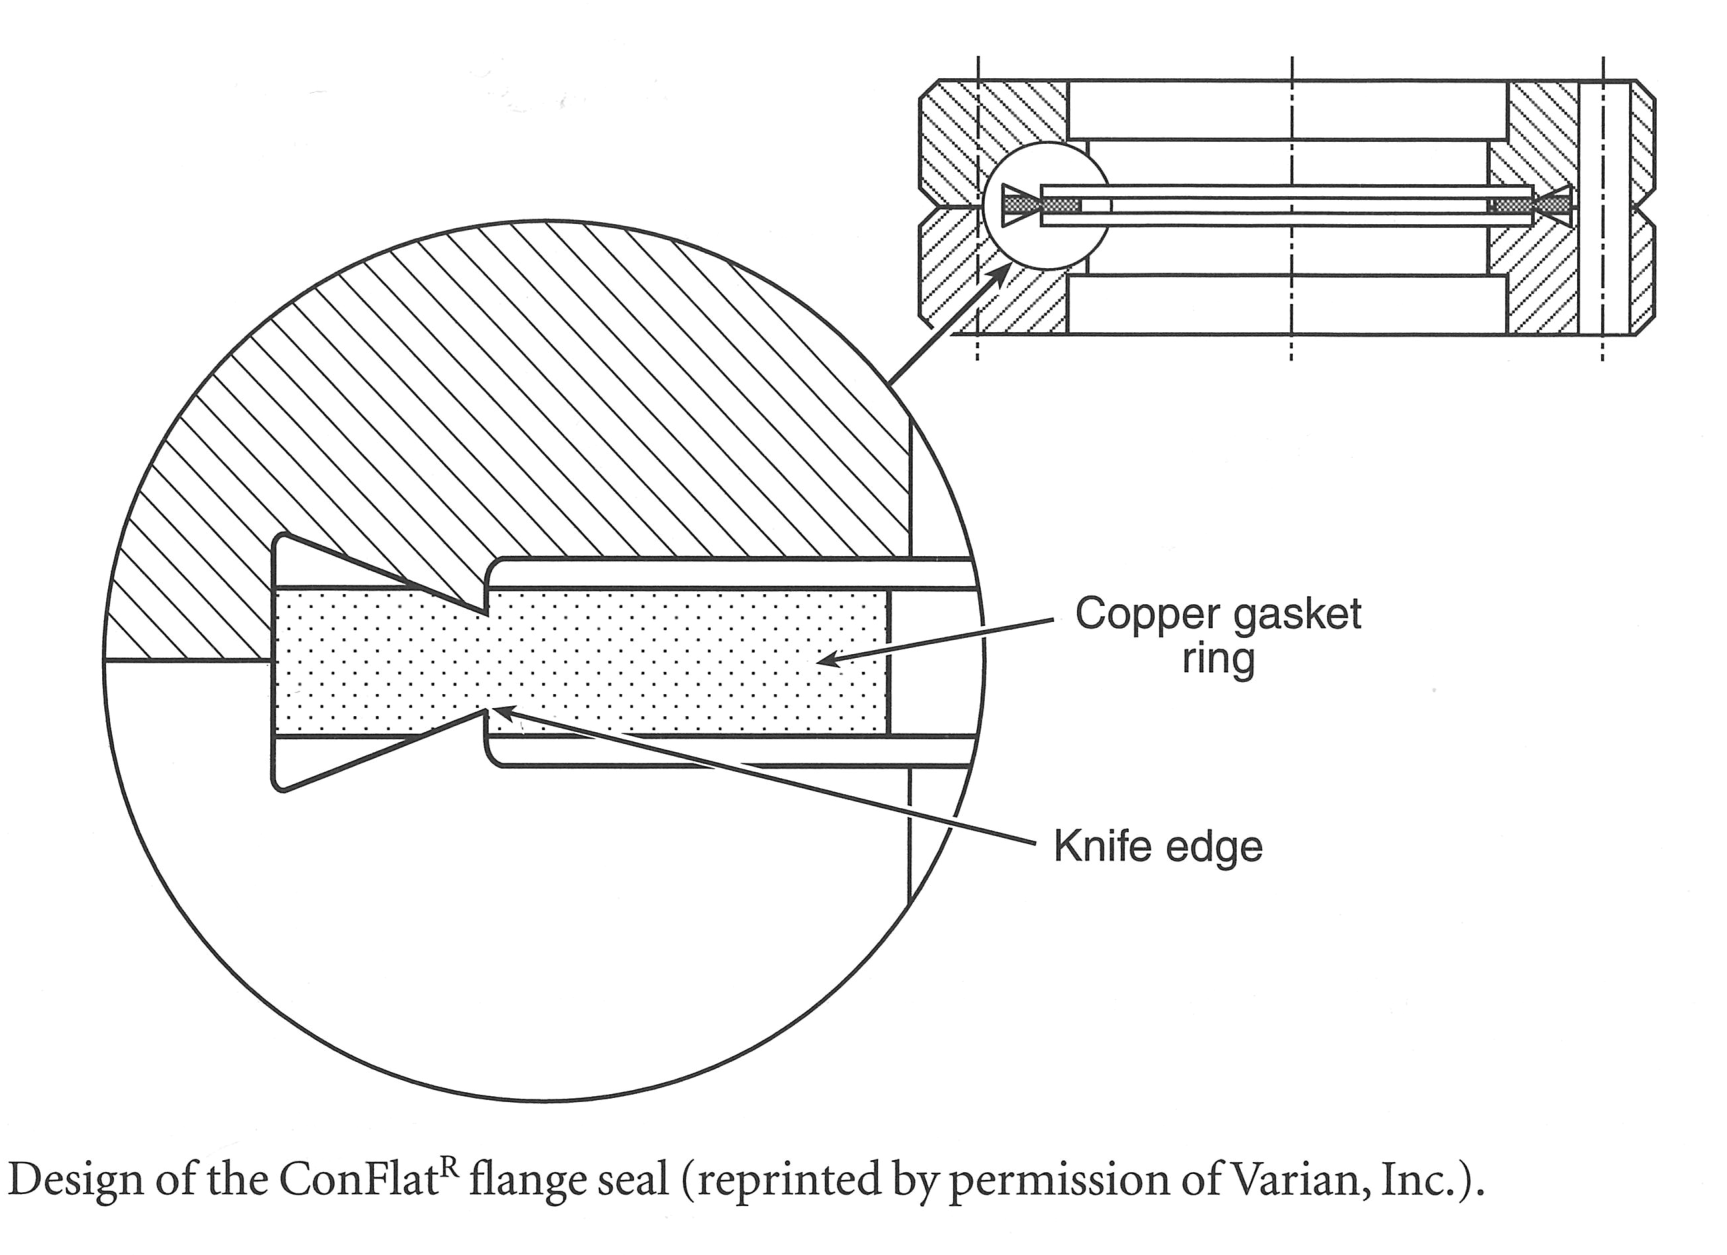 Copper gasket
ring
Knife edge
Design of the ConFlatᴿ flange seal (reprinted by permission of Varian, Inc.).